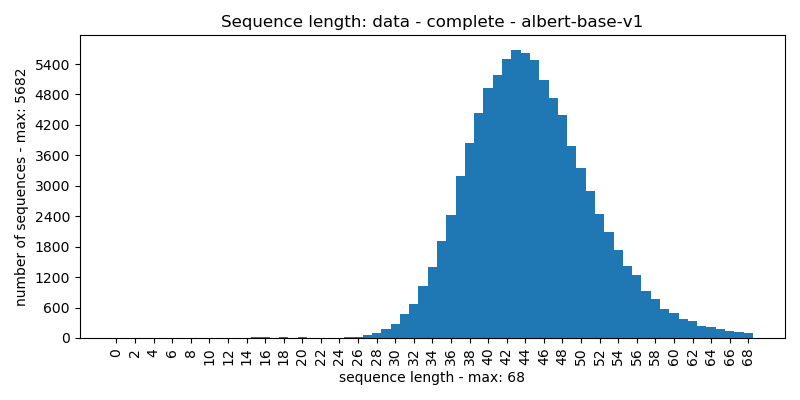 Sequence length: data - complete - albert-base-v1
number of sequences - max: 5682
5400
4800
4200
3600
3000
2400
1800
1200
600
0
0 2 4 6 8 10 12 14 16 18 20 22 24 26 28 30 32 34 36 38 40 42 44 46 48 50 52 54 56 58 60 62 64 66 68
sequence length - max: 68